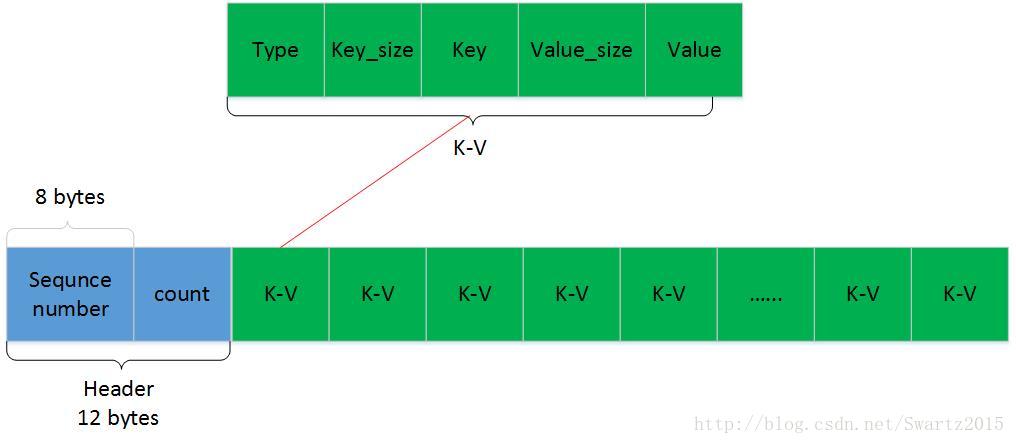 Type Key_size Key Value_size Value
K-V
8 bytes
Sequnce
number
count K-V K-V K-V K-V K-V ...... K-V K-V
Header
12 bytes
http://blog.csdn.net/Swartz2015